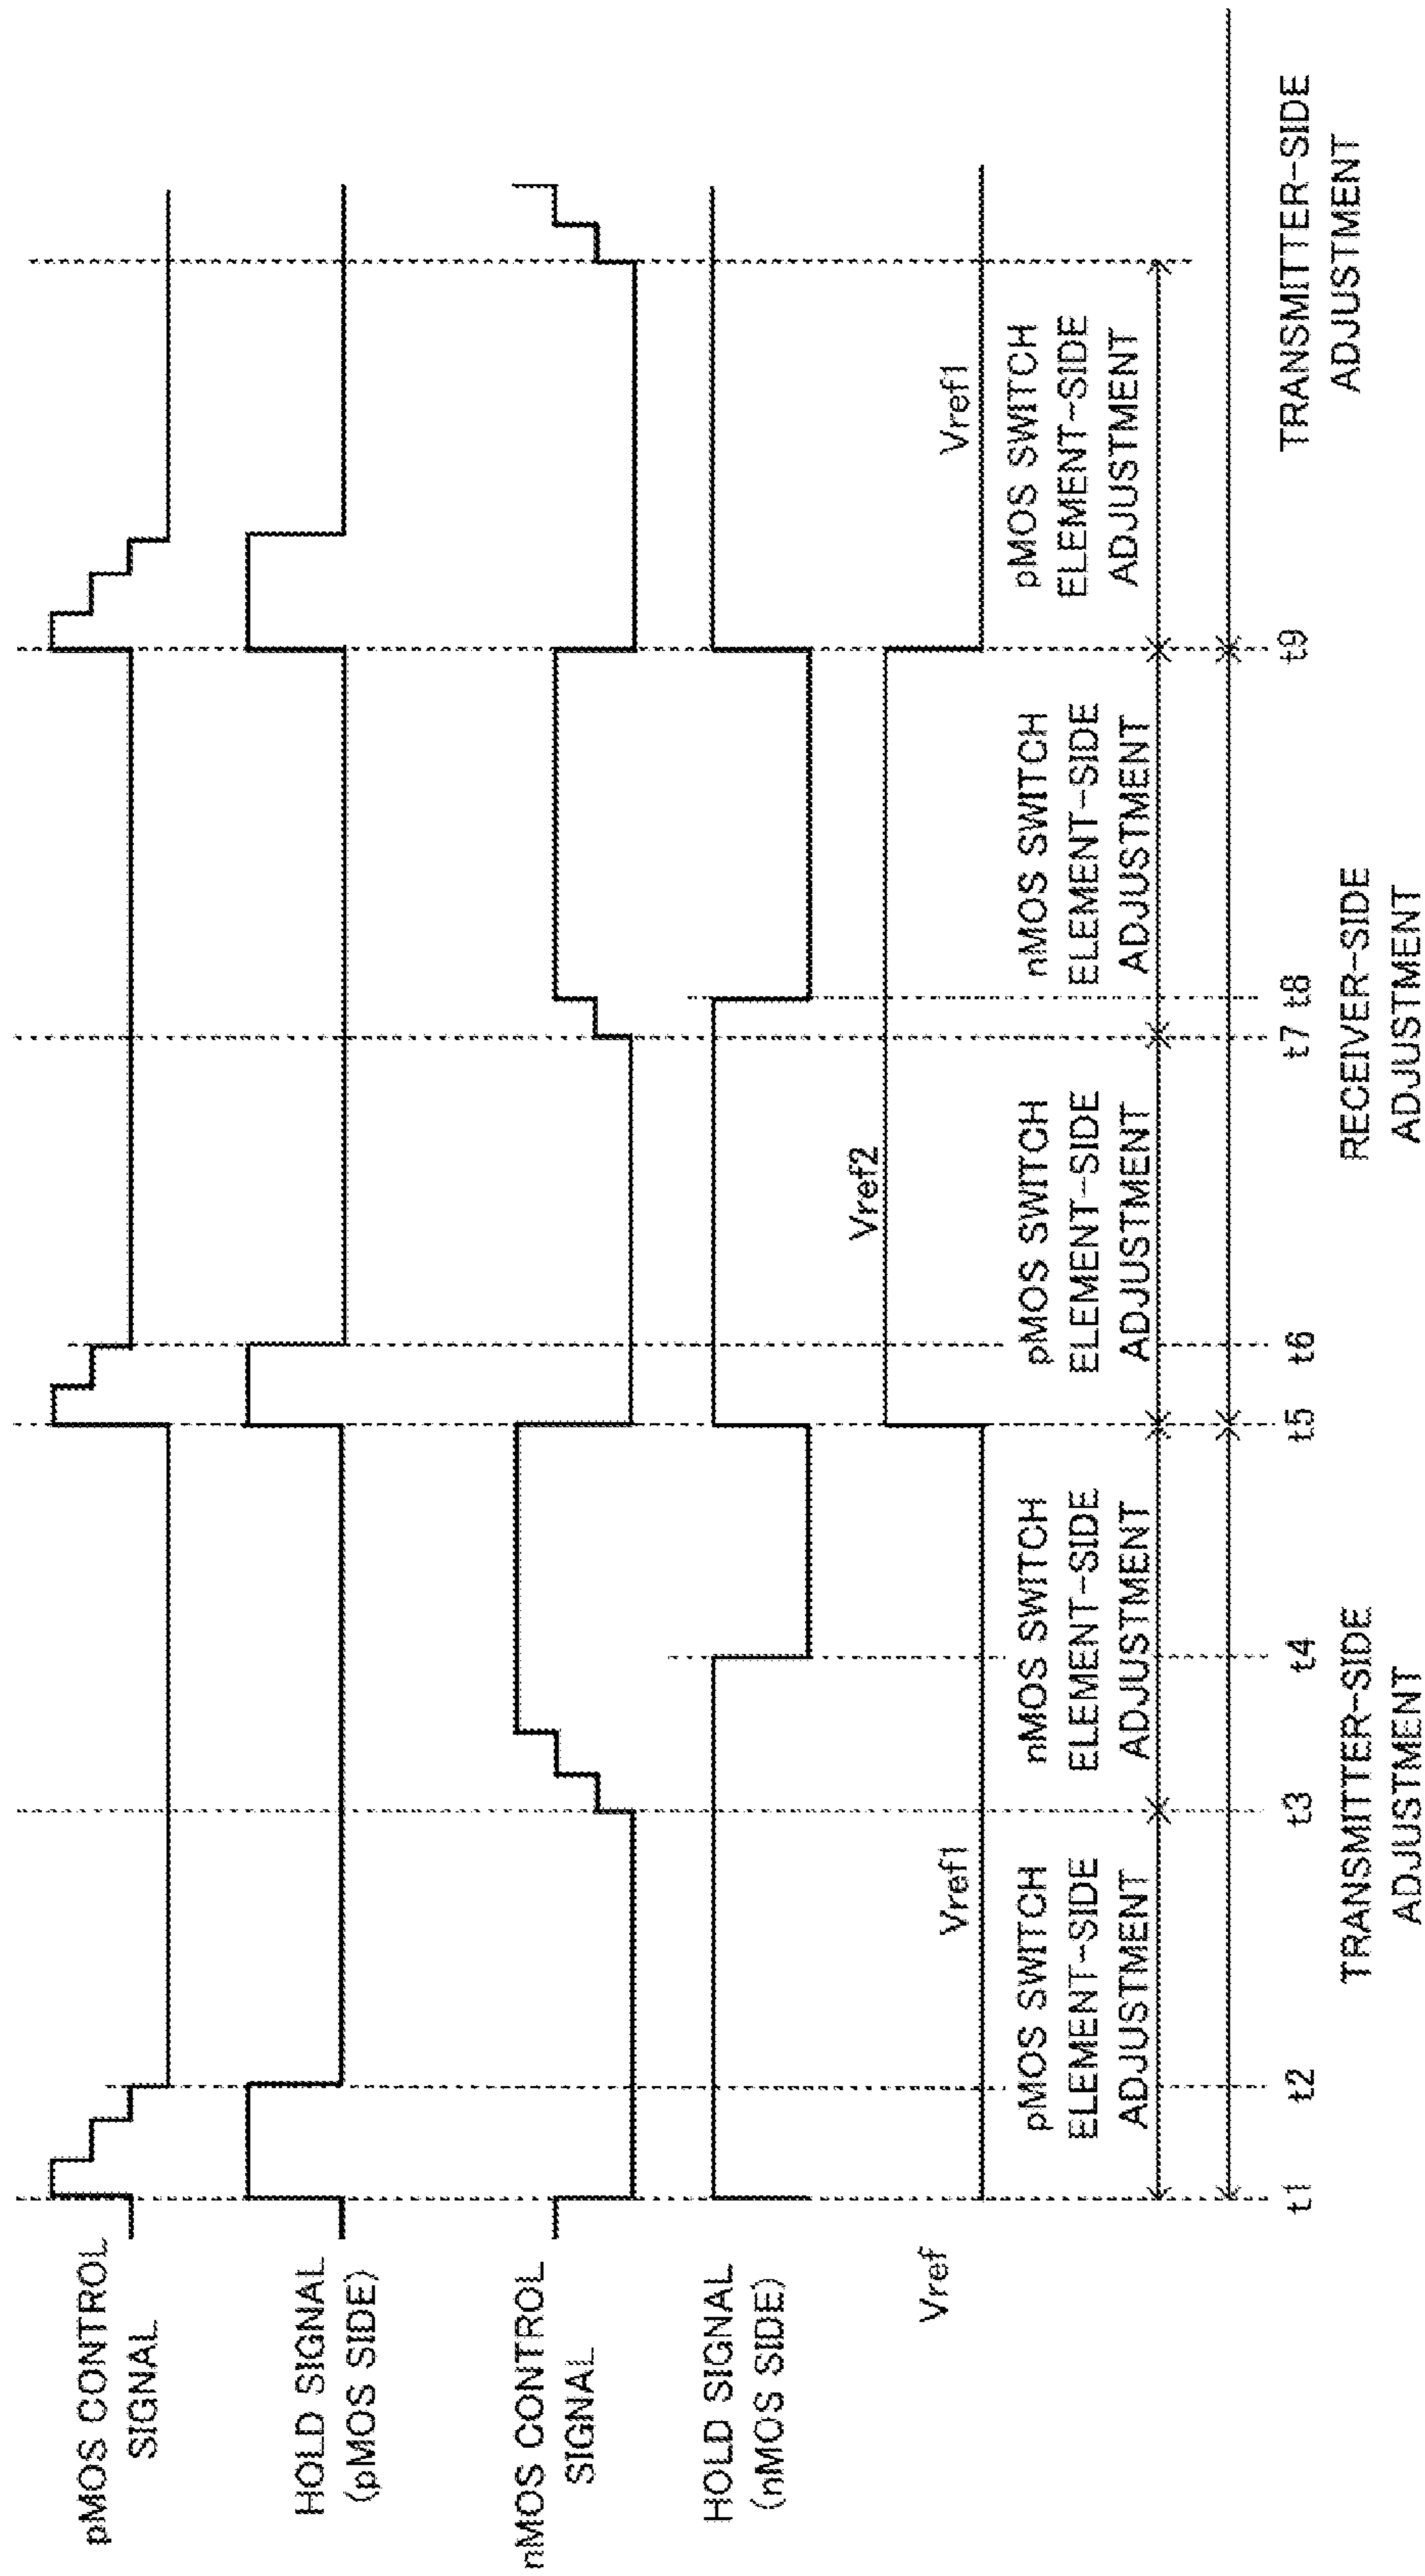 pMOS CONTROL
SIGNAL
HOLD SIGNAL
(pMOS SIDE)
nMOS CONTROL
SIGNAL
HOLD SIGNAL
(nMOS SIDE)
Vref
Vref1
Vref2
Vref1
pMOS SWITCH
ELEMENT-SIDE
ADJUSTMENT
nMOS SWITCH
ELEMENT-SIDE
ADJUSTMENT
pMOS SWITCH
ELEMENT-SIDE
ADJUSTMENT
nMOS SWITCH
ELEMENT-SIDE
ADJUSTMENT
pMOS SWITCH
ELEMENT-SIDE
ADJUSTMENT
t1 t2 t3 t4 t5 t6 t7 t8 t9
TRANSMITTER-SIDE
ADJUSTMENT
RECEIVER-SIDE
ADJUSTMENT
TRANSMITTER-SIDE
ADJUSTMENT